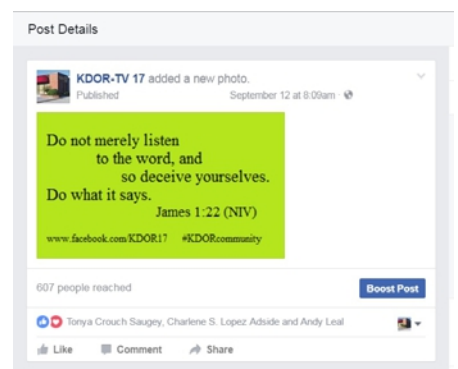 Post Details
KDOR-TV 17 added a new photo.
Published September 12 at 8:09am ·
Do not merely listen
to the word, and
so deceive yourselves.
Do what it says.
James 1:22 (NIV)
www.facebook.com/KDOR17 #KDORcommunity
607 people reached Boost Post
Tonya Crouch Saugey, Charlene S. Lopez Adside and Andy Leal
Like Comment Share